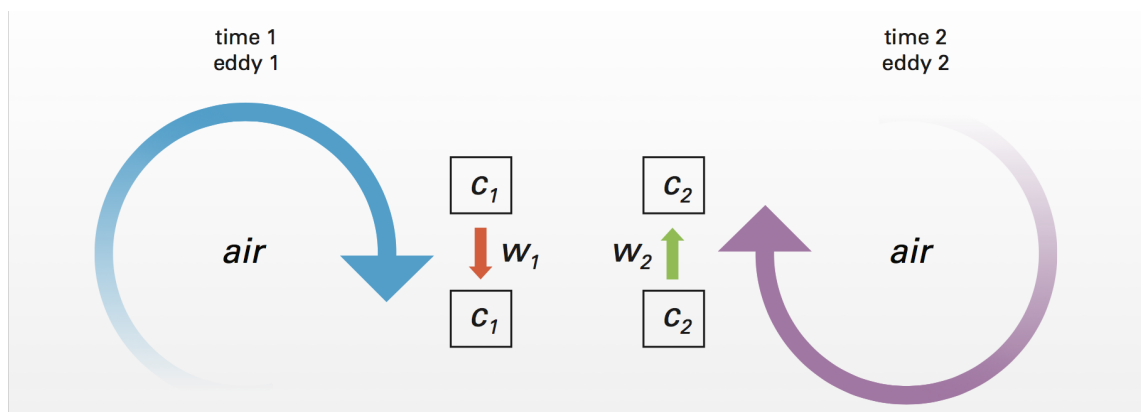 time 1
eddy 1
time 2
eddy 2
c₁
c₂
air
w₁
w₂
air
c₁
c₂